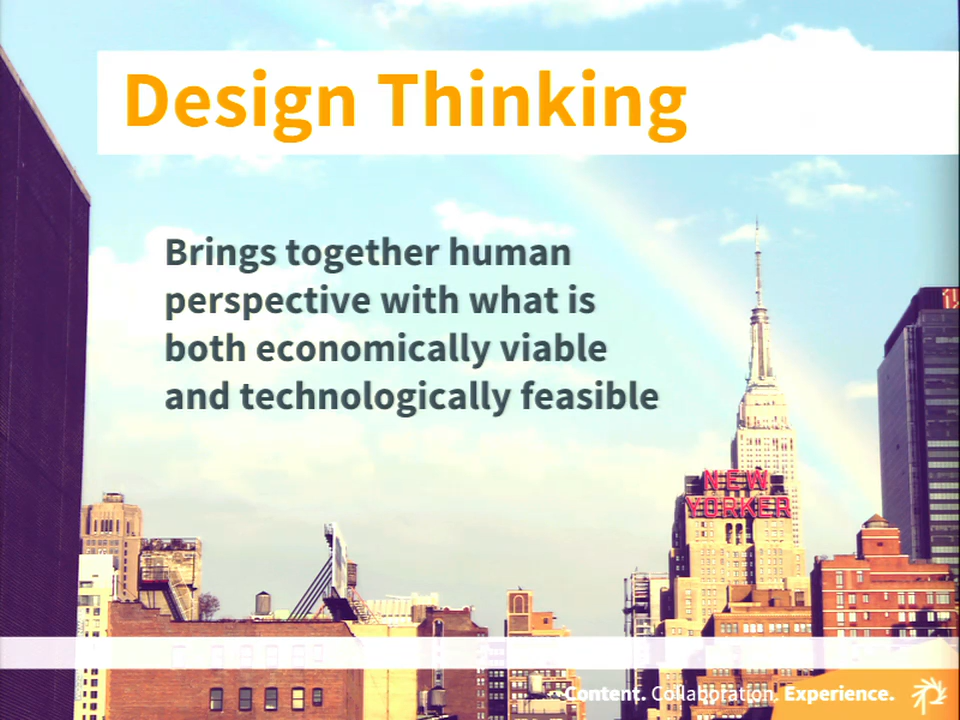 Design Thinking
Brings together human
perspective with what is
both economically viable
and technologically feasible
NEW
YORKER
Content. Collaboration. Experience.